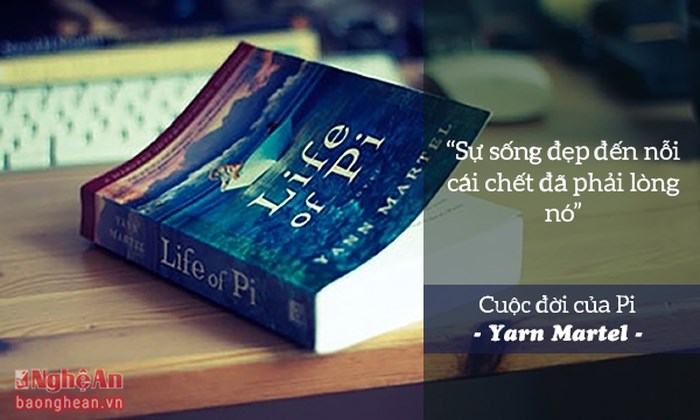 Life
of Pi
YANN MARTEL
YANN
MARTEL
Life of Pi
“Sự sống đẹp đến nỗi
cái chết đã phải lòng
nó”
Cuộc đời của Pi
- Yarn Martel -
NghệAn
baonghean.vn